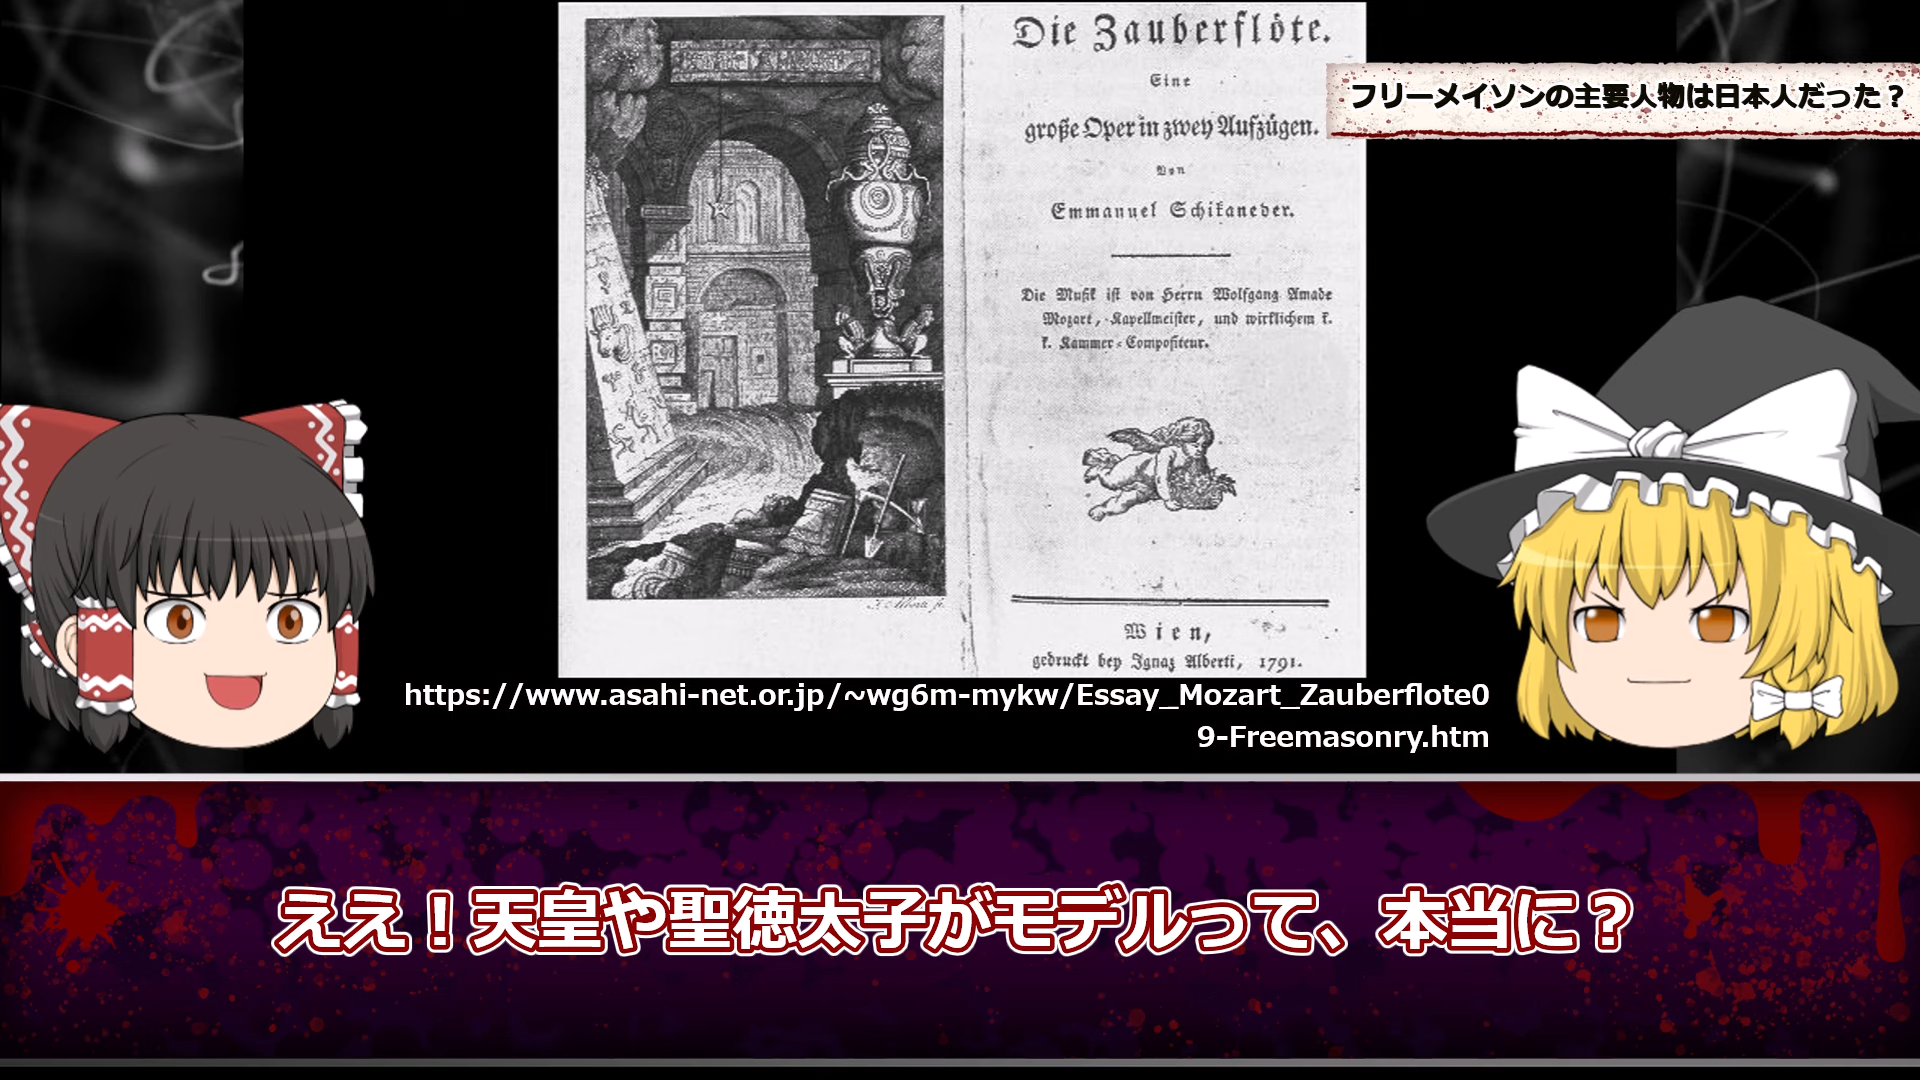 Die Zauberflöte.
Eine
große Oper in zwey Aufzügen.
Von
Emmanuel Schikaneder.
Die Musik ist von Herrn Wolfgang Amade
Mozart, Kapellmeister, und wirklichem k.
k. Kammer-Compositeur.
Wien,
gedruckt bey Ignaz Alberti, 1791.
フリーメイソンの主要人物は日本人だった？
https://www.asahi-net.or.jp/~wg6m-mykw/Essay_Mozart_Zauberflote0
9-Freemasonry.htm
ええ！天皇や聖徳太子がモデルって、本当に？